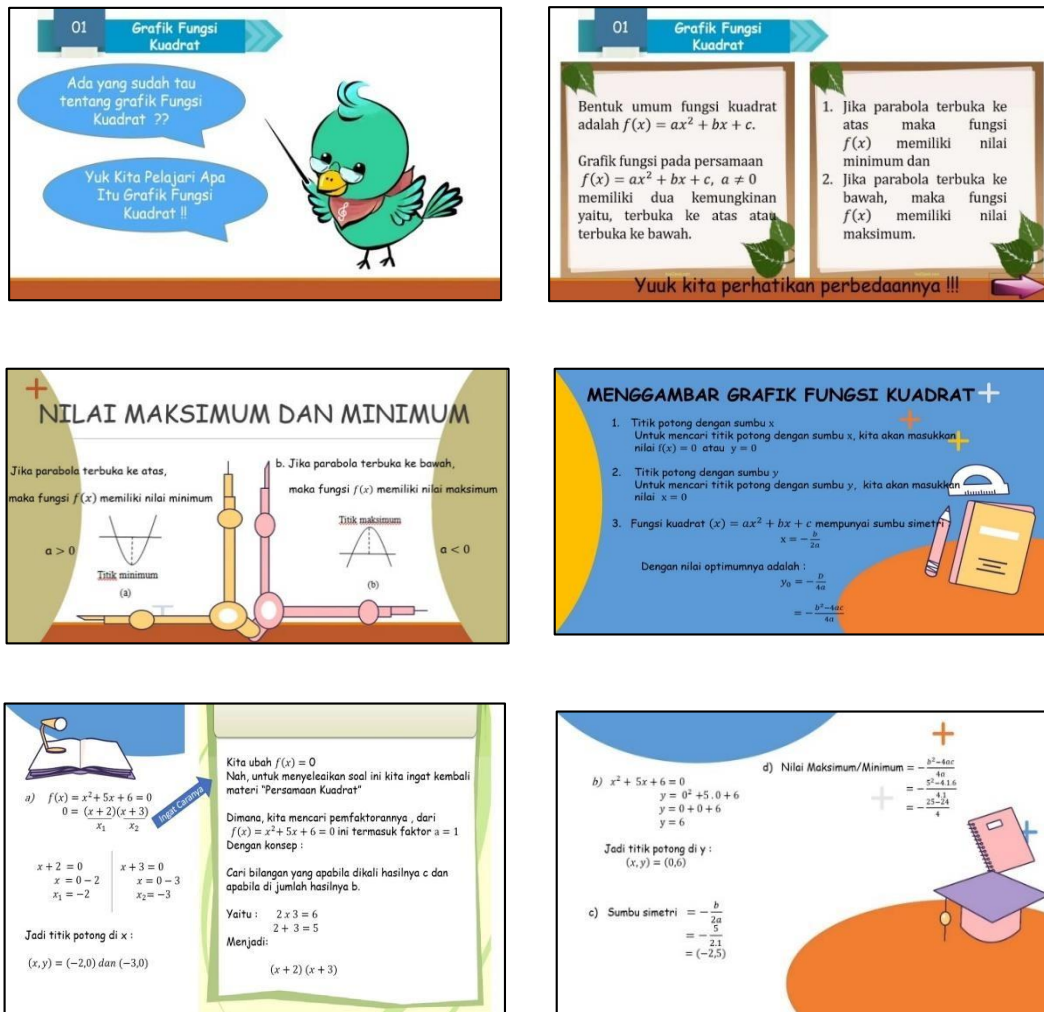 01
Grafik Fungsi
Kuadrat
Ada yang sudah tau
tentang grafik Fungsi
Kuadrat ??
Yuk Kita Pelajari Apa
Itu Grafik Fungsi
Kuadrat !!
01
Grafik Fungsi
Kuadrat
Bentuk umum fungsi kuadrat
adalah f(x) = ax² + bx + c.
Grafik fungsi pada persamaan
f(x) = ax² + bx + c, a ≠ 0
memiliki dua kemungkinan
yaitu, terbuka ke atas atau
terbuka ke bawah.
1. Jika parabola terbuka ke
atas maka fungsi
f(x) memiliki nilai
minimum dan
2. Jika parabola terbuka ke
bawah, maka fungsi
f(x) memiliki nilai
maksimum.
Yuuk kita perhatikan perbedaannya !!!
NILAI MAKSIMUM DAN MINIMUM
Jika parabola terbuka ke atas,
maka fungsi f(x) memiliki nilai minimum
a > 0
Titik minimum
(a)
b. Jika parabola terbuka ke bawah,
maka fungsi f(x) memiliki nilai maksimum
Titik maksimum
a < 0
(b)
MENGGAMBAR GRAFIK FUNGSI KUADRAT
1. Titik potong dengan sumbu x
Untuk mencari titik potong dengan sumbu x, kita akan masukkan
nilai f(x) = 0 atau y = 0
2. Titik potong dengan sumbu y
Untuk mencari titik potong dengan sumbu y, kita akan masukkan
nilai x = 0
3. Fungsi kuadrat (x) = ax² + bx + c mempunyai sumbu simetri
x = −b/2a
Dengan nilai optimumnya adalah :
y₀ = −D/4a
= −b²−4ac/4a
a) f(x) = x² + 5x + 6 = 0
0 = (x + 2)(x + 3)
x₁ x₂
Ingat Caranya
x + 2 = 0
x = 0 − 2
x₁ = −2
x + 3 = 0
x = 0 − 3
x₂ = −3
Jadi titik potong di x :
(x, y) = (−2,0) dan (−3,0)
Kita ubah f(x) = 0
Nah, untuk menyeleaikan soal ini kita ingat kembali
materi "Persamaan Kuadrat"
Dimana, kita mencari pemfaktorannya , dari
f(x) = x² + 5x + 6 = 0 ini termasuk faktor a = 1
Dengan konsep :
Cari bilangan yang apabila dikali hasilnya c dan
apabila di jumlah hasilnya b.
Yaitu : 2 x 3 = 6
2 + 3 = 5
Menjadi:
(x + 2) (x + 3)
b) x² + 5x + 6 = 0
y = 0² + 5 . 0 + 6
y = 0 + 0 + 6
y = 6
Jadi titik potong di y :
(x, y) = (0,6)
c) Sumbu simetri = −b/2a
= −5/2.1
= (−2,5)
d) Nilai Maksimum/Minimum = −b²−4ac/4a
= −5²−4.1.6/4.1
= −25−24/4